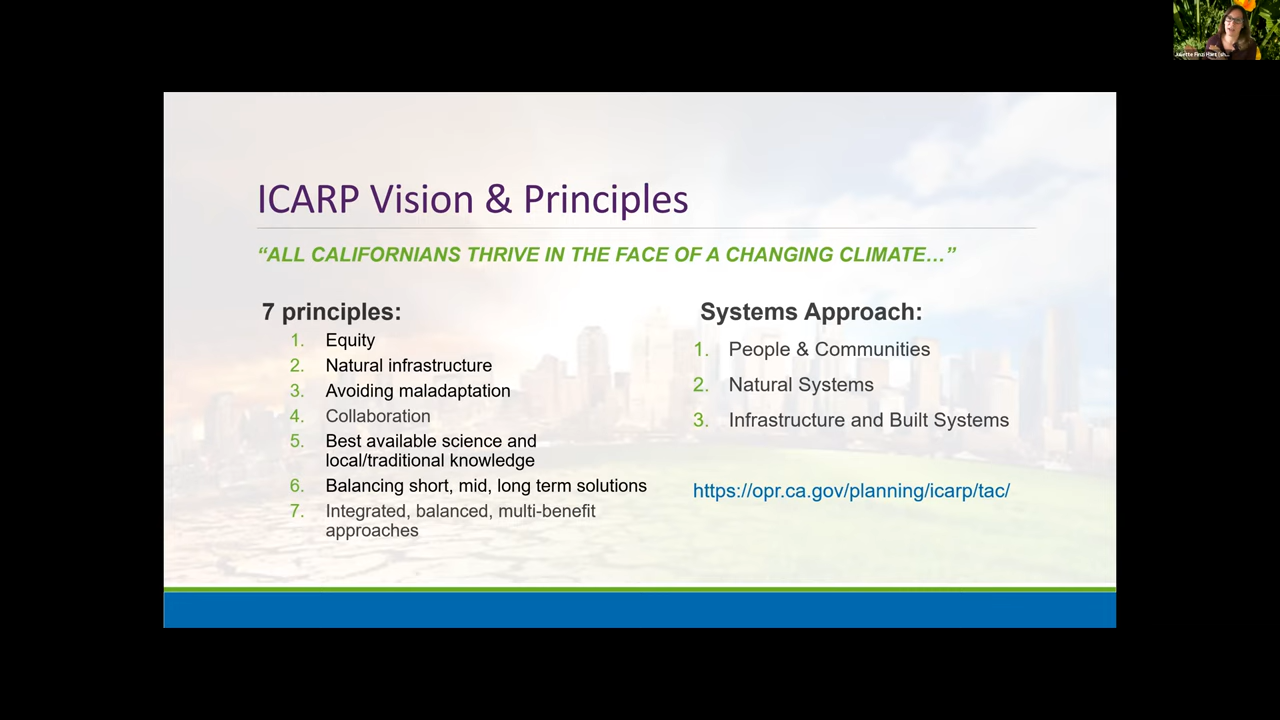 ICARP Vision & Principles
“ALL CALIFORNIANS THRIVE IN THE FACE OF A CHANGING CLIMATE…”
7 principles:
1. Equity
2. Natural infrastructure
3. Avoiding maladaptation
4. Collaboration
5. Best available science and
local/traditional knowledge
6. Balancing short, mid, long term solutions
7. Integrated, balanced, multi-benefit
approaches
Systems Approach:
1. People & Communities
2. Natural Systems
3. Infrastructure and Built Systems
https://opr.ca.gov/planning/icarp/tac/